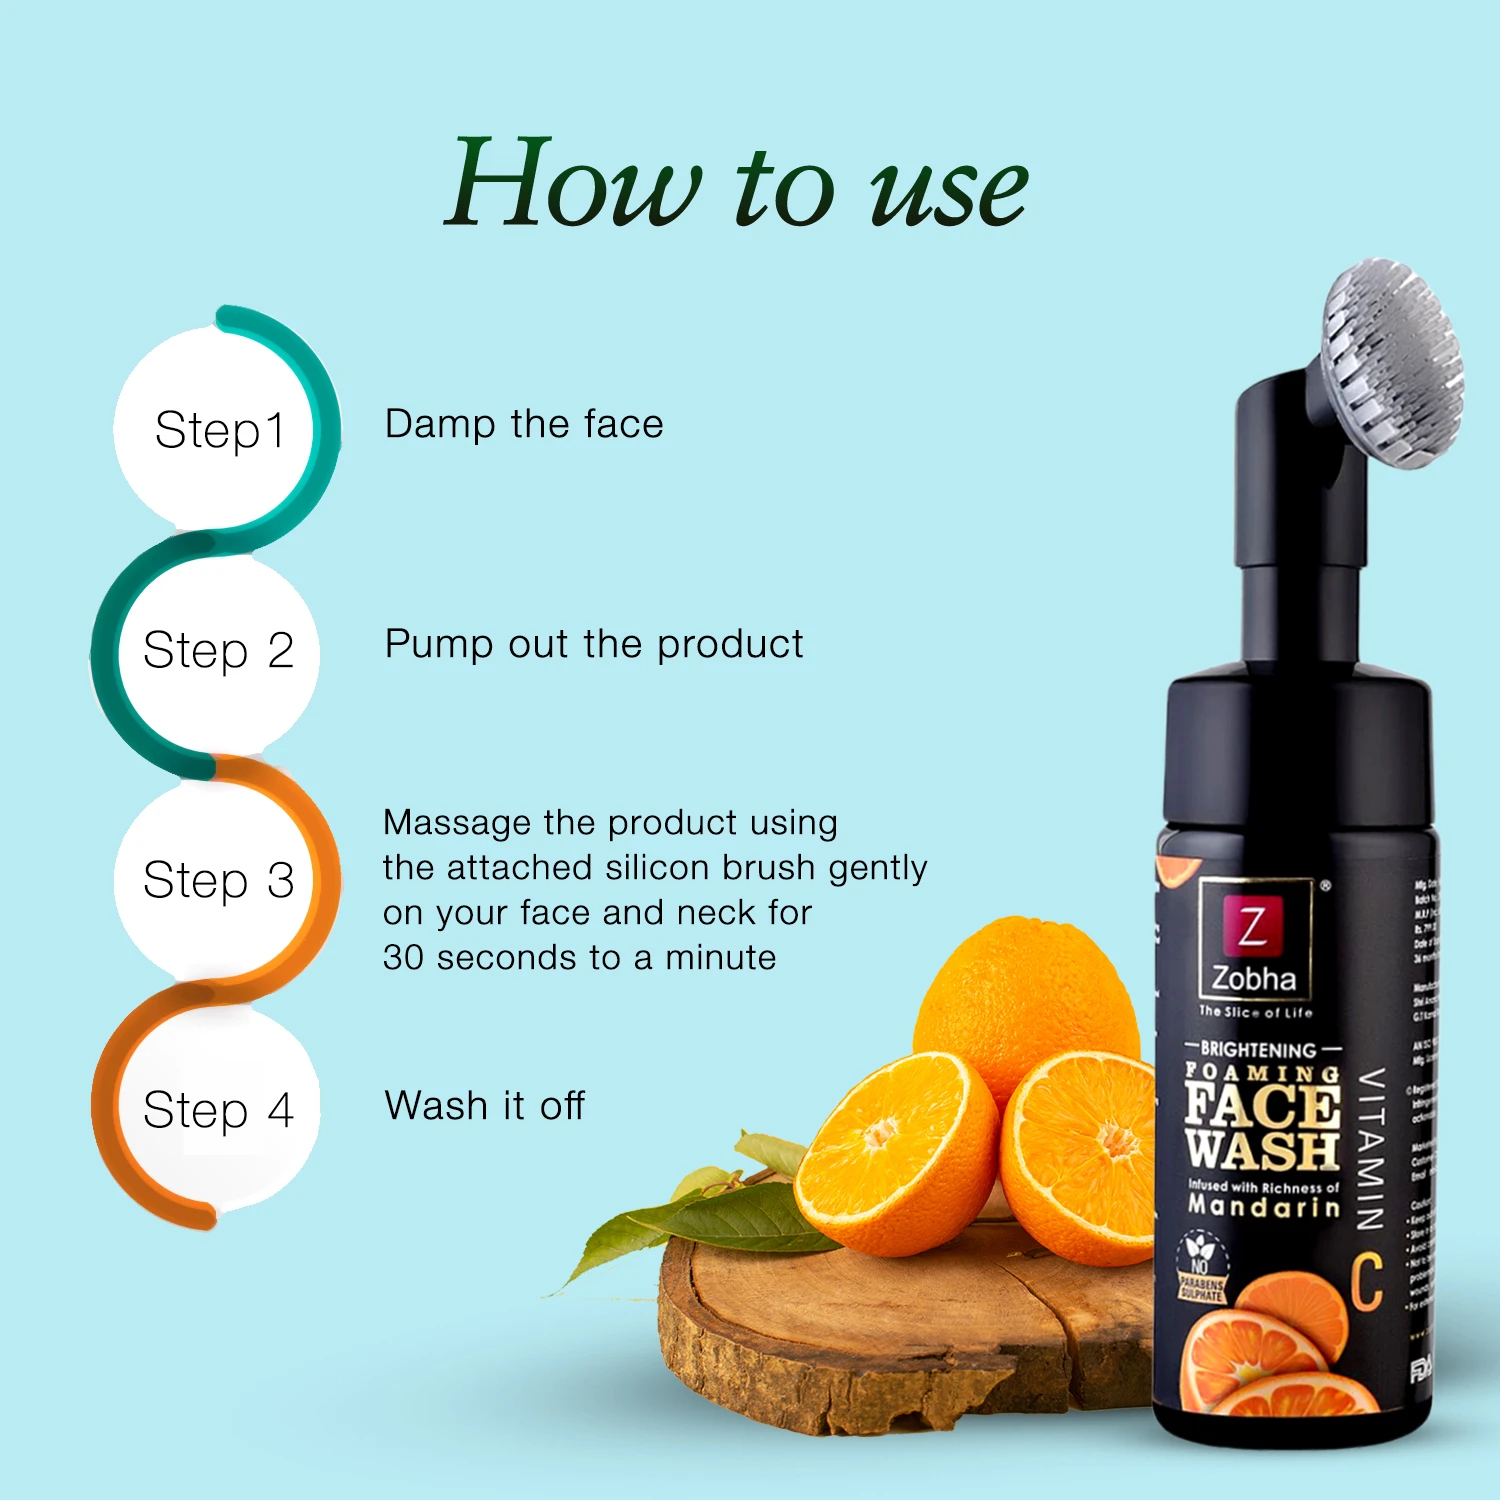 How to use
Step1
Damp the face
Step 2
Pump out the product
Step 3
Massage the product using
the attached silicon brush gently
on your face and neck for
30 seconds to a minute
Step 4
Wash it off
Z
®
Zobha
The Slice of Life
BRIGHTENING
FOAMING
FACE
WASH
Infused with Richness of
Mandarin
VITAMIN C
NO
PARABENS
SULPHATE